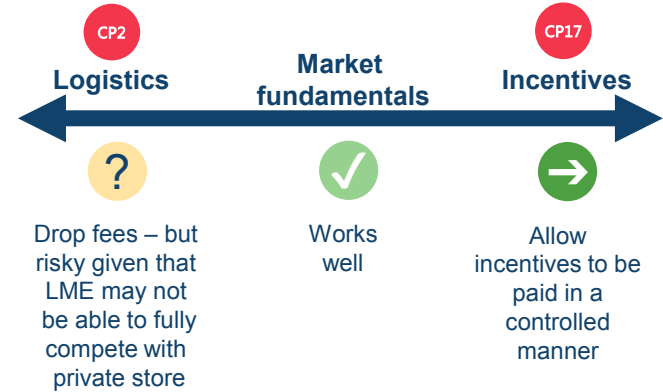 CP2
Logistics
Market
fundamentals
CP17
Incentives
?
Drop fees – but
risky given that
LME may not
be able to fully
compete with
private store
Works
well
Allow
incentives to be
paid in a
controlled
manner